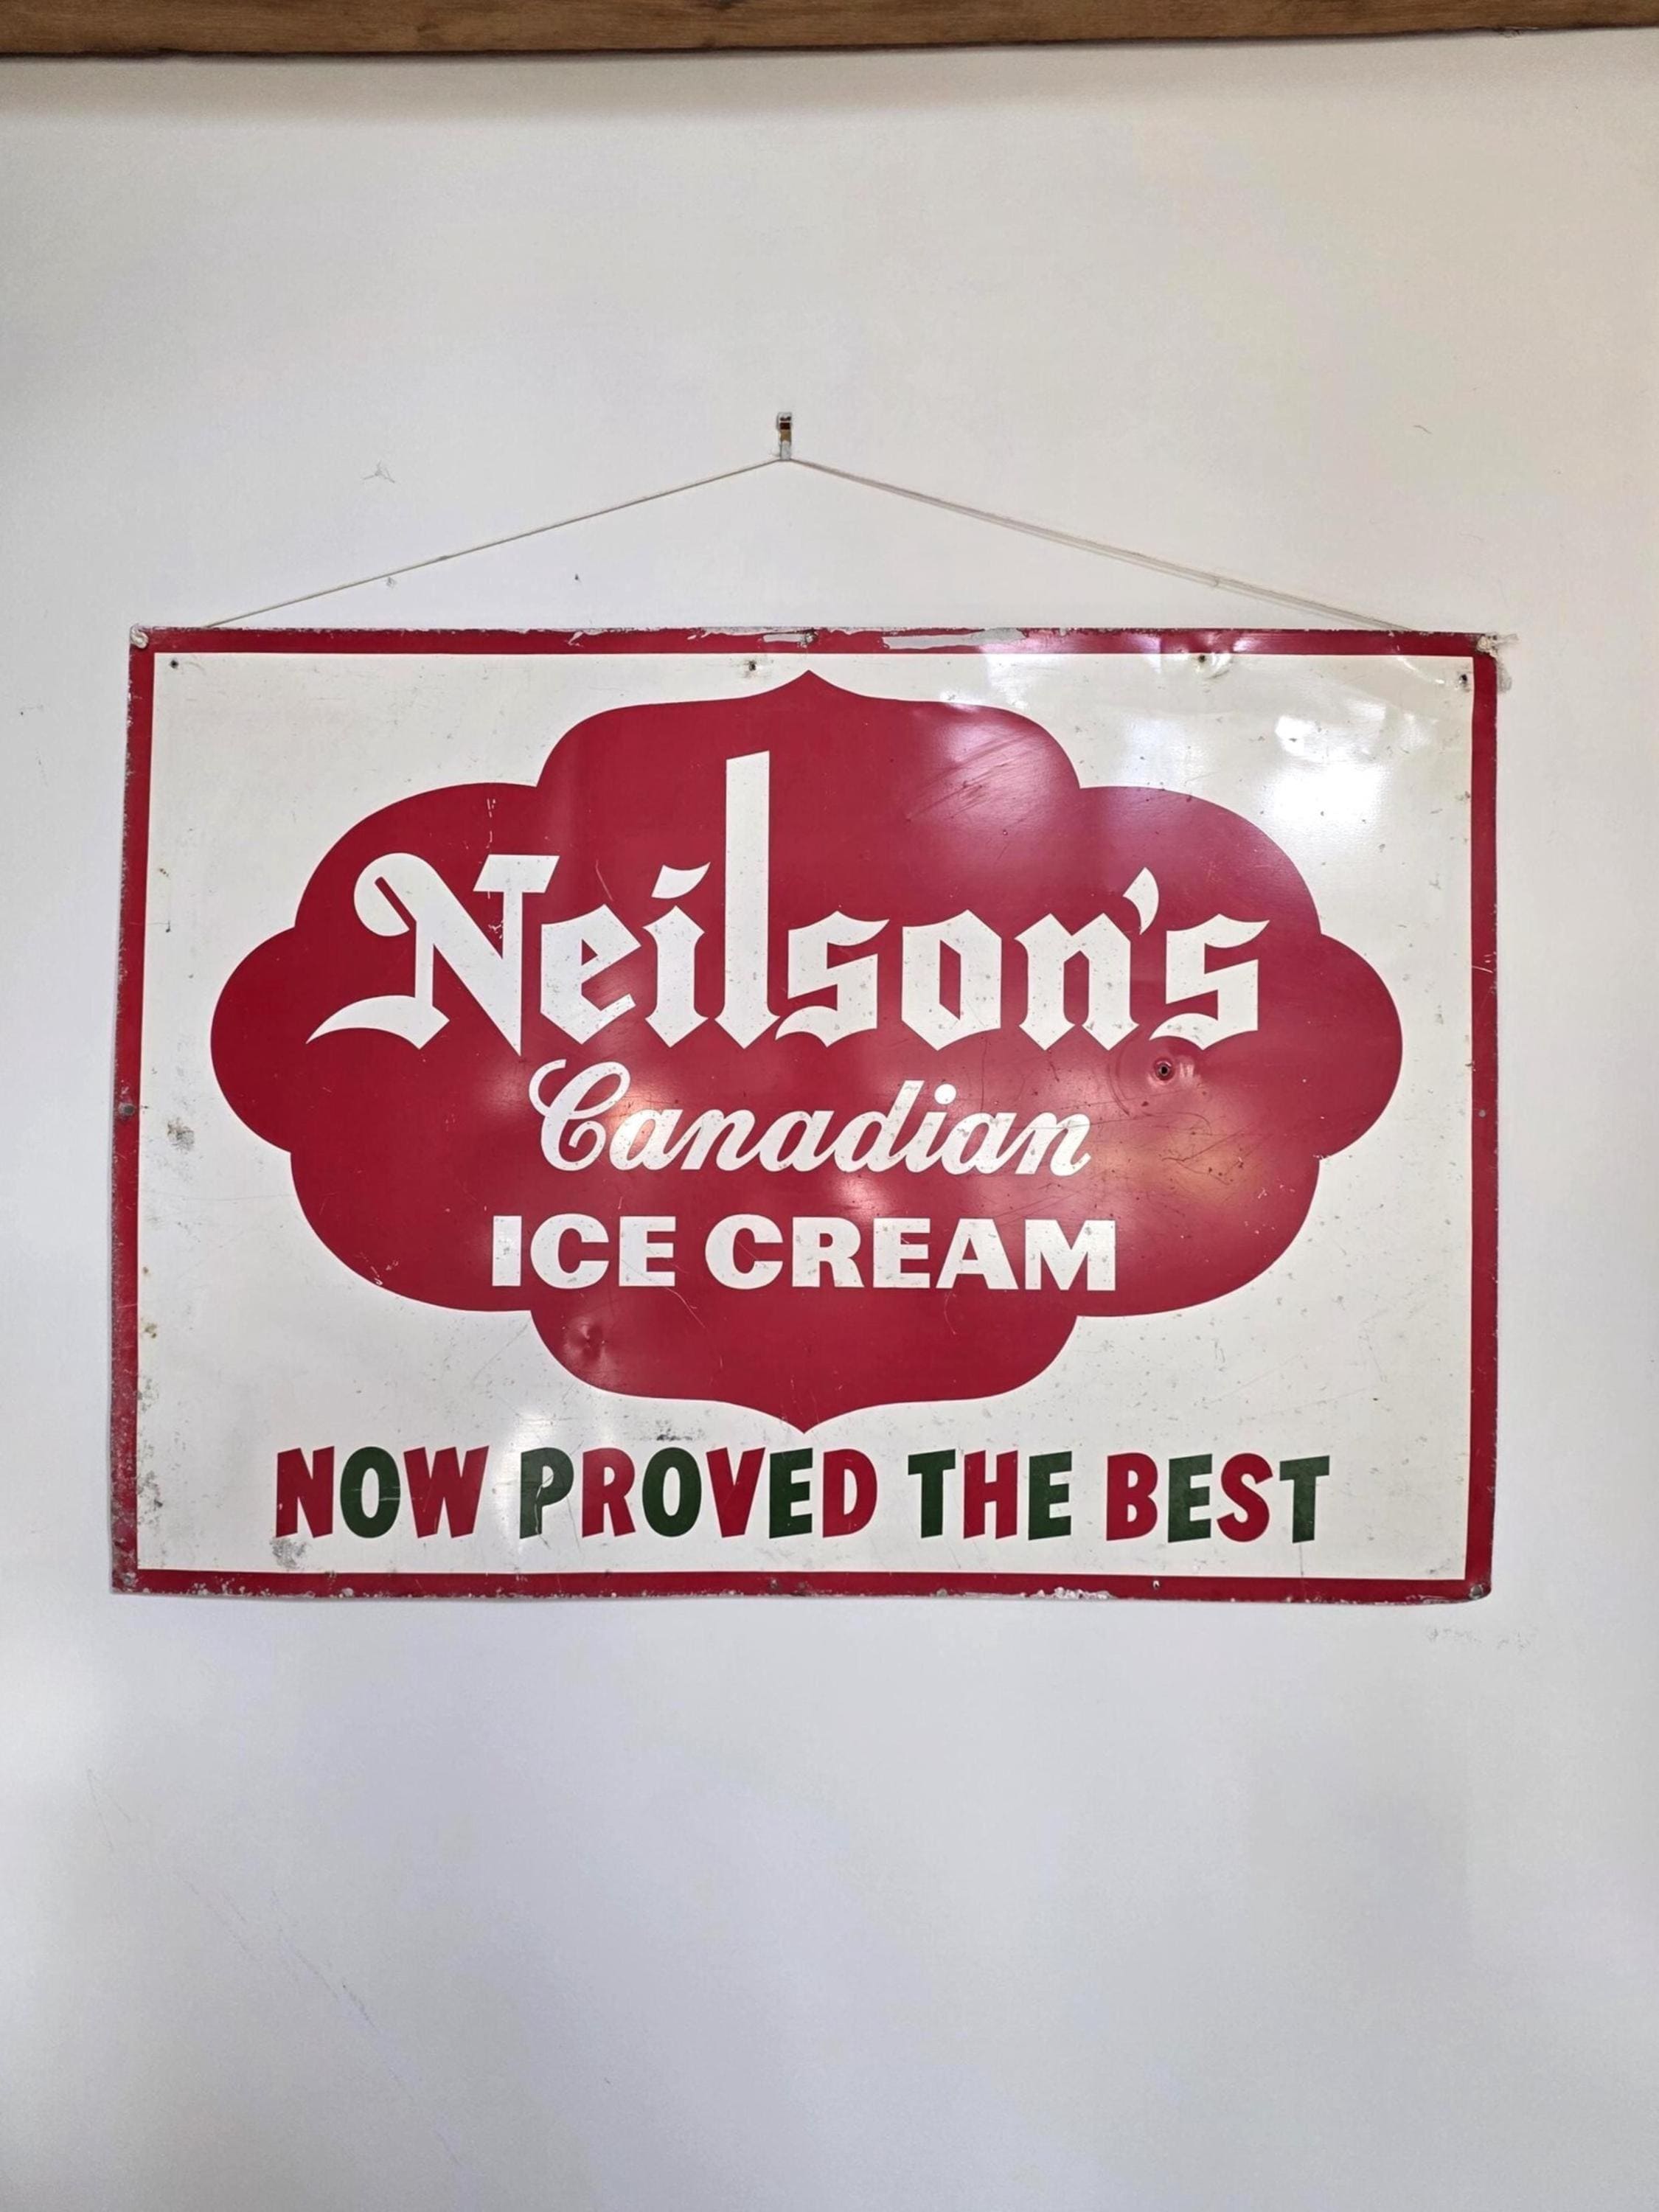 Neilson's
Canadian
ICE CREAM
NOW PROVED THE BEST